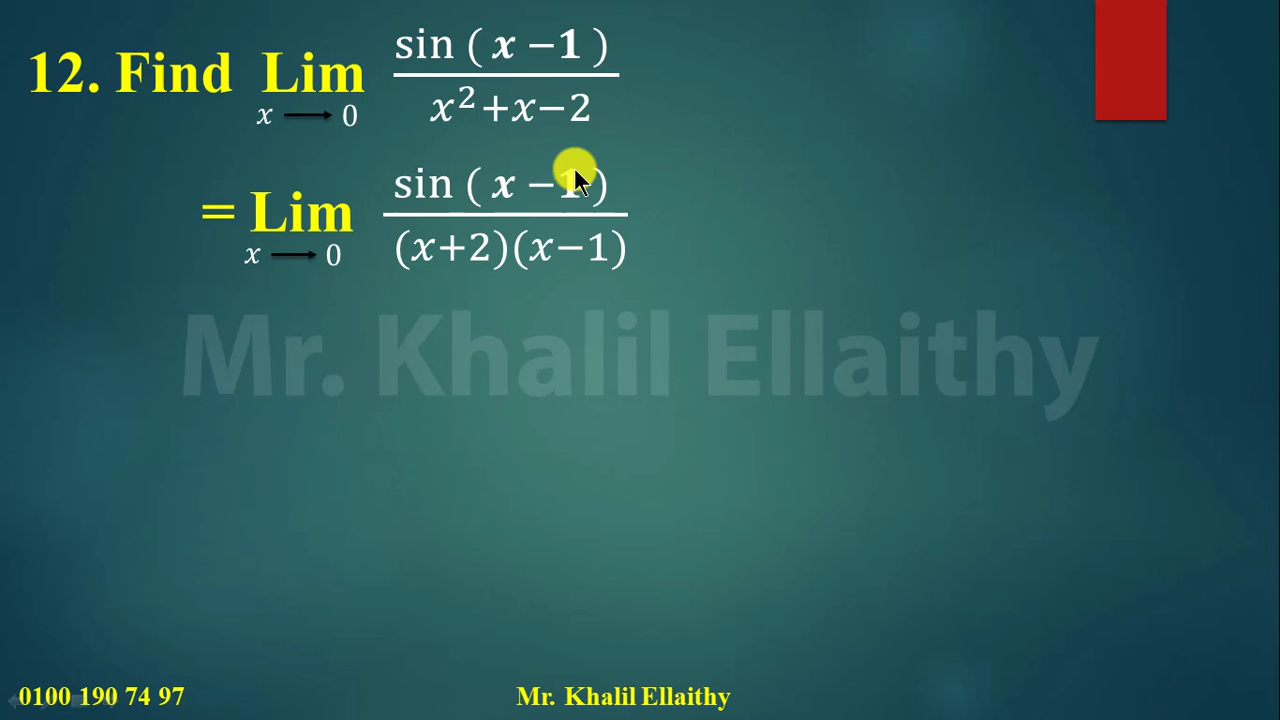 12. Find Lim x ⟶ 0 sin ( x −1 ) / x²+x−2
= Lim x ⟶ 0 sin ( x −1 ) / (x+2)(x−1)
Mr. Khalil Ellaithy
0100 190 74 97
Mr. Khalil Ellaithy